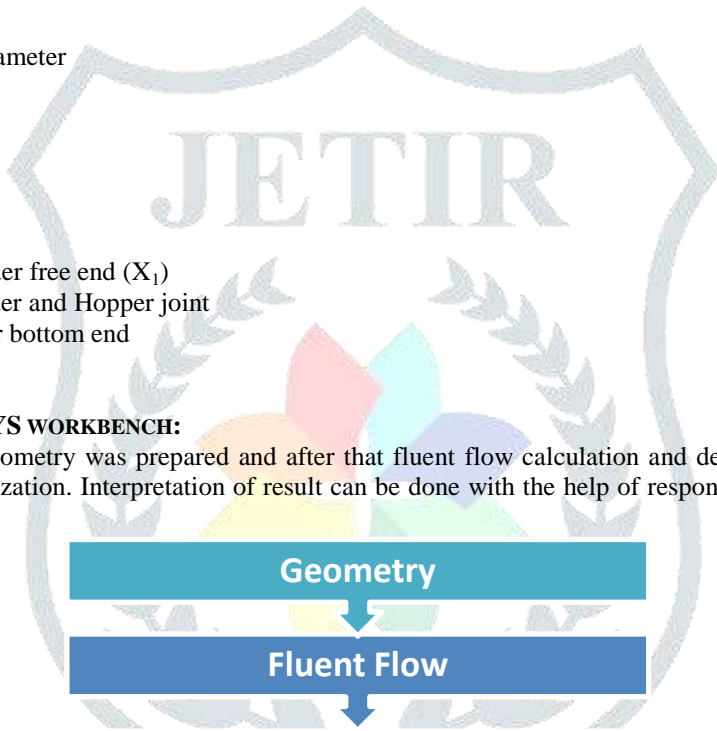 JETIR
ameter
er free end (X₁)
er and Hopper joint
r bottom end
YS WORKBENCH:
ometry was prepared and after that fluent flow calculation and de
ization. Interpretation of result can be done with the help of respon
Geometry
Fluent Flow